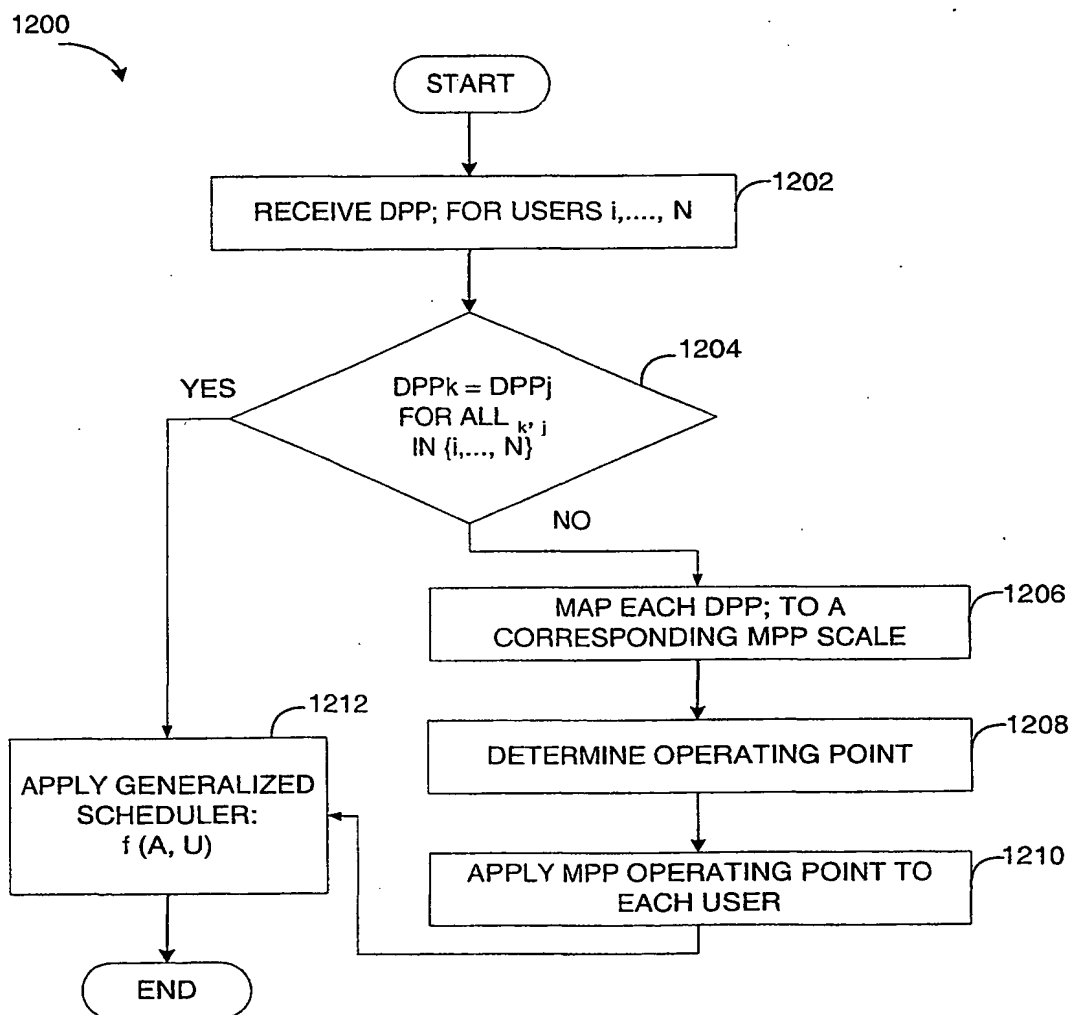 1200
START
1202
RECEIVE DPP; FOR USERS i,...., N
1204
YES
DPPk = DPPj
FOR ALL k, j
IN {i,..., N}
NO
1206
MAP EACH DPP; TO A
CORRESPONDING MPP SCALE
1212
1208
DETERMINE OPERATING POINT
APPLY GENERALIZED
SCHEDULER:
f (A, U)
1210
APPLY MPP OPERATING POINT TO
EACH USER
END